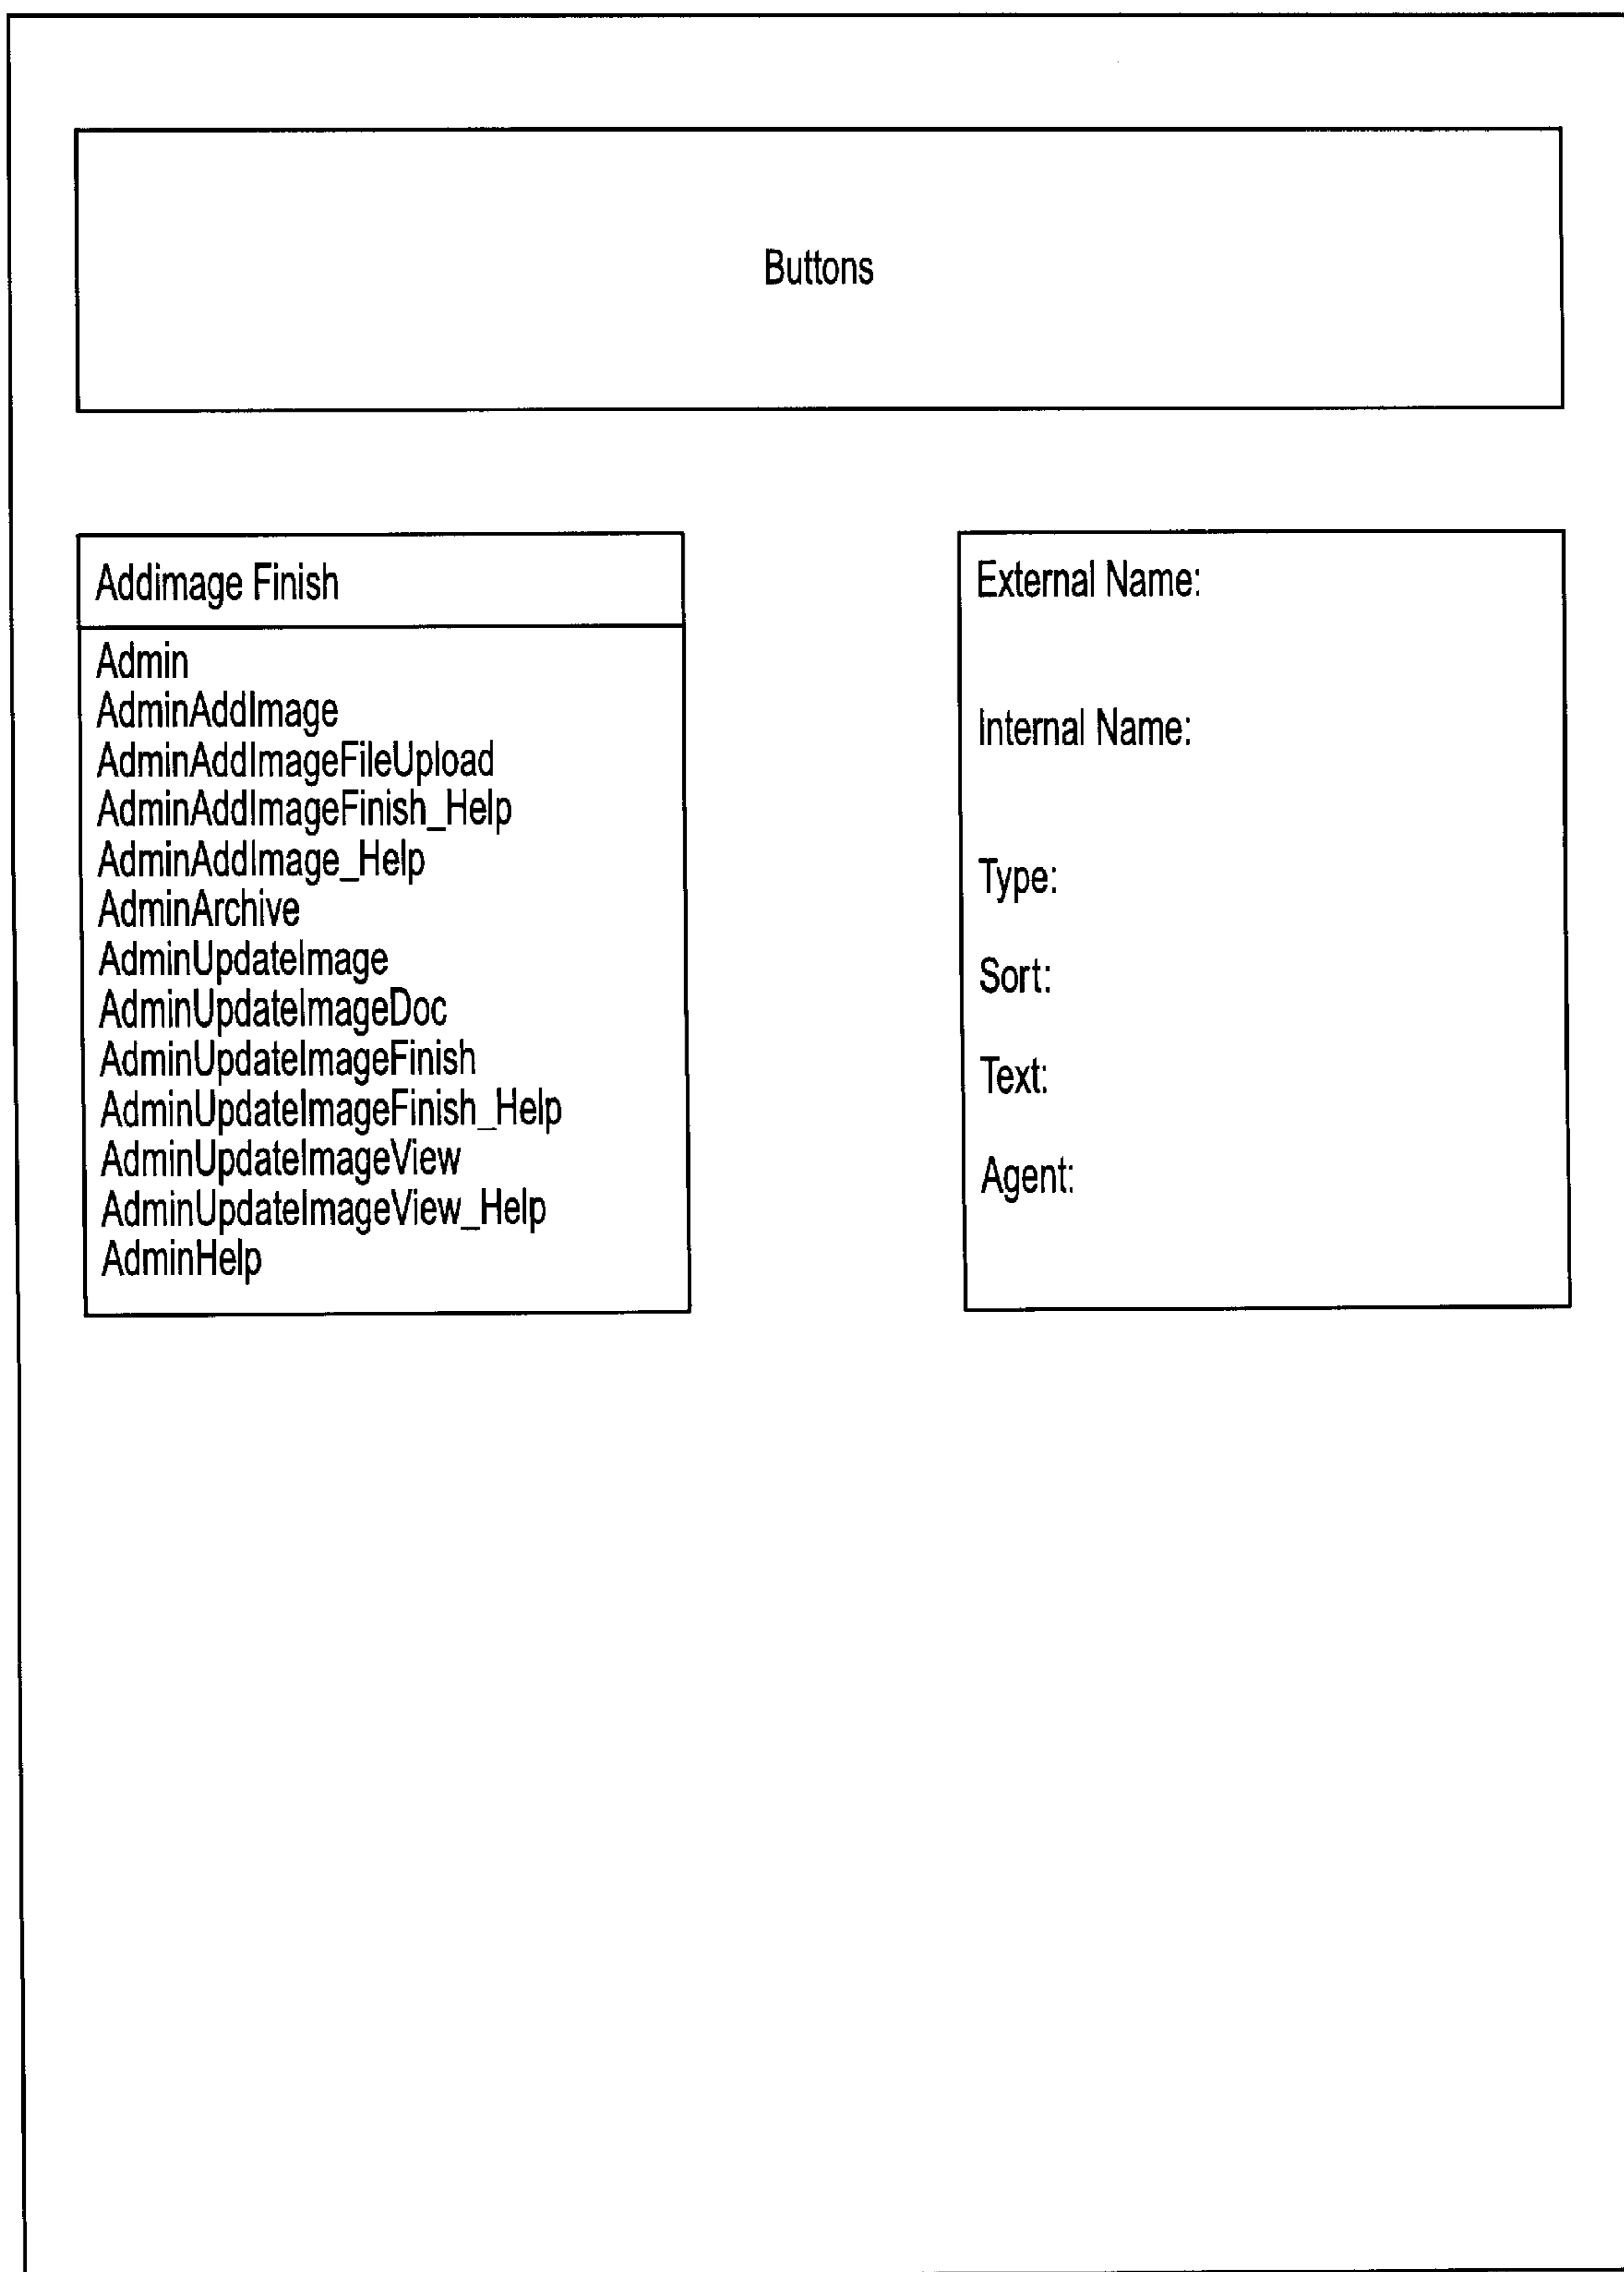 Buttons
Addimage Finish
Admin
AdminAddImage
AdminAddImageFileUpload
AdminAddImageFinish_Help
AdminAddImage_Help
AdminArchive
AdminUpdateImage
AdminUpdateImageDoc
AdminUpdateImageFinish
AdminUpdateImageFinish_Help
AdminUpdateImageView
AdminUpdateImageView_Help
AdminHelp
External Name:
Internal Name:
Type:
Sort:
Text:
Agent: